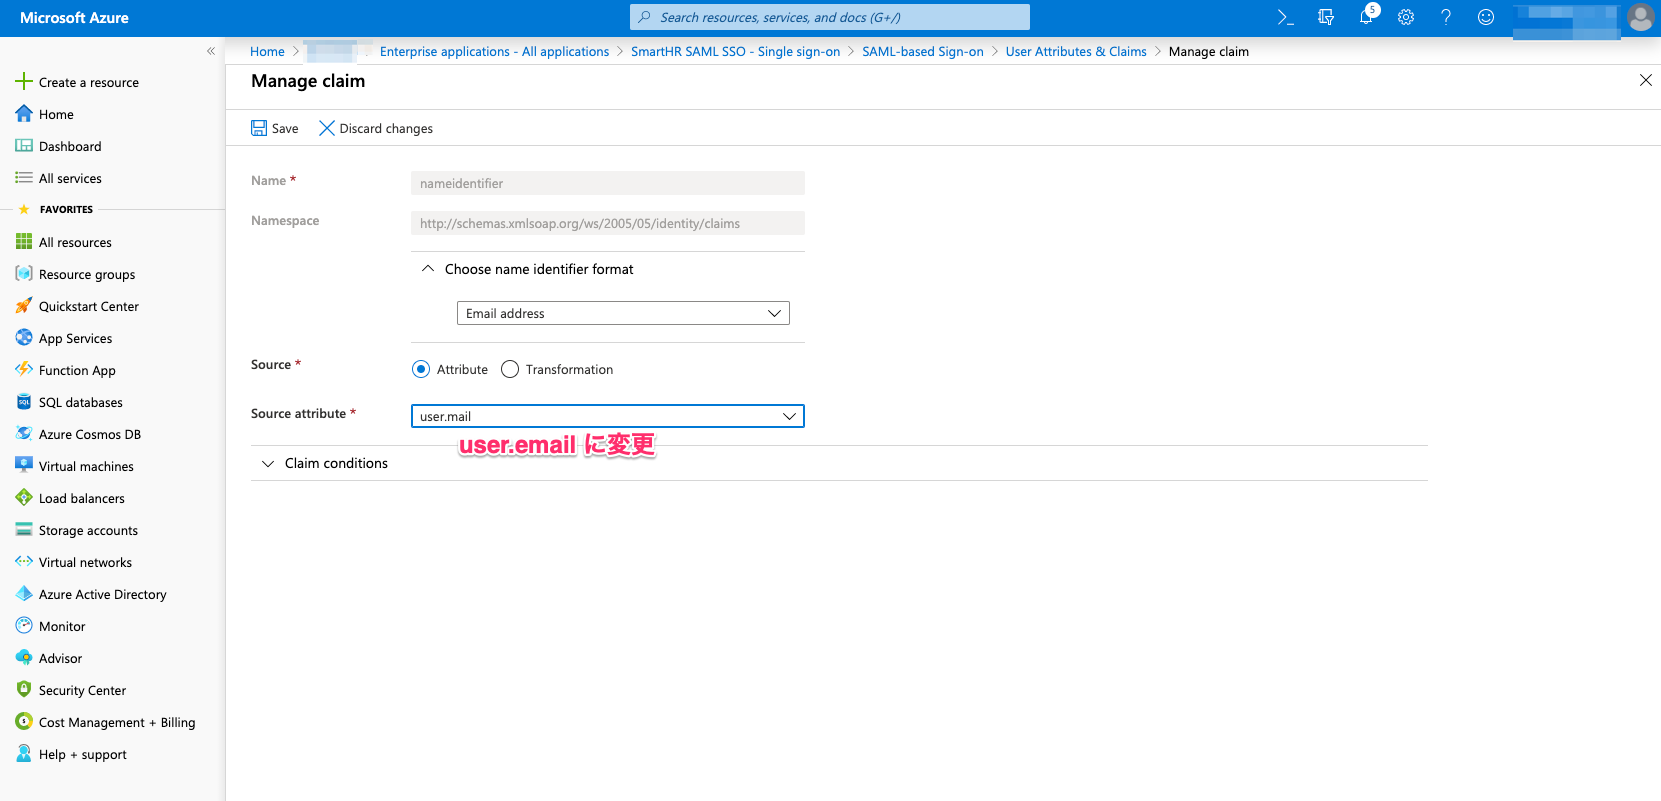 Microsoft Azure
Search resources, services, and docs (G+/)
5
«
Home > Enterprise applications - All applications > SmartHR SAML SSO - Single sign-on > SAML-based Sign-on > User Attributes & Claims > Manage claim
Manage claim
Save Discard changes
Name *
nameidentifier
Namespace
http://schemas.xmlsoap.org/ws/2005/05/identity/claims
Choose name identifier format
Email address
Source *
Attribute Transformation
Source attribute *
user.mail
user.email に変更
Claim conditions
Create a resource
Home
Dashboard
All services
FAVORITES
All resources
Resource groups
Quickstart Center
App Services
Function App
SQL databases
Azure Cosmos DB
Virtual machines
Load balancers
Storage accounts
Virtual networks
Azure Active Directory
Monitor
Advisor
Security Center
Cost Management + Billing
Help + support